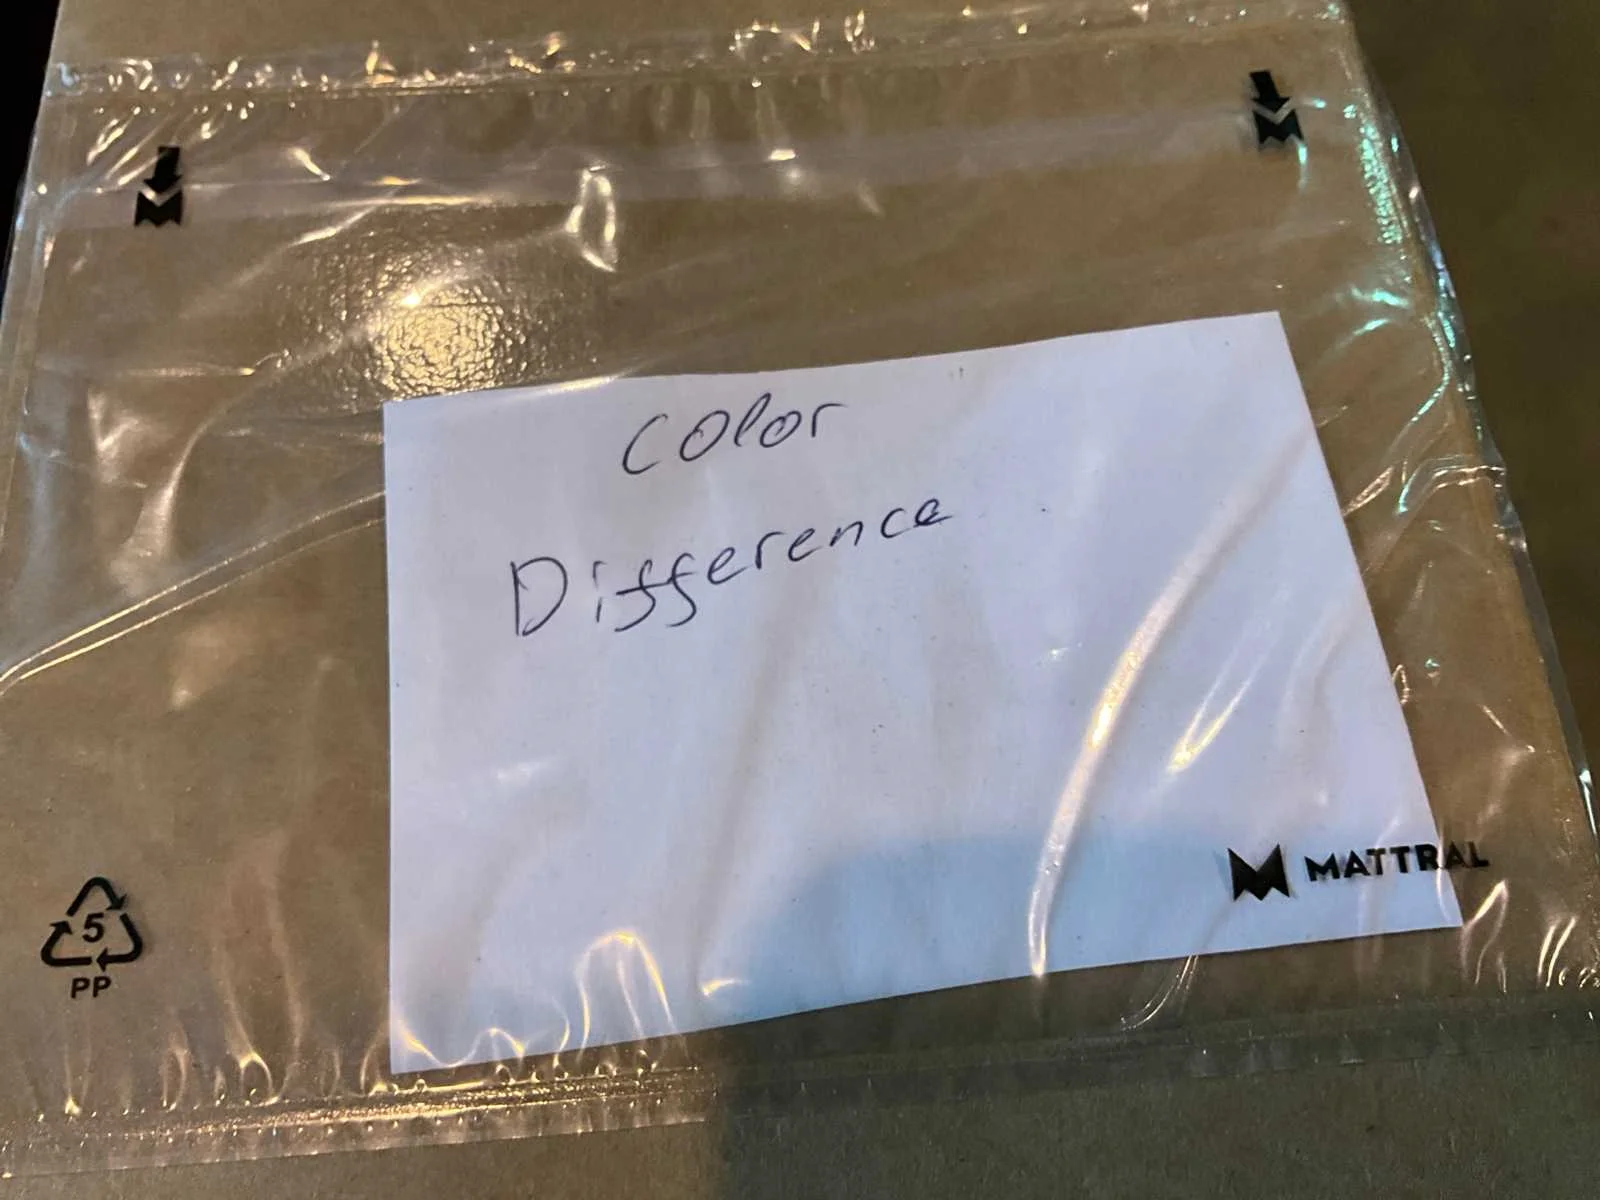 Color
Difference
MATTRAL
5
PP